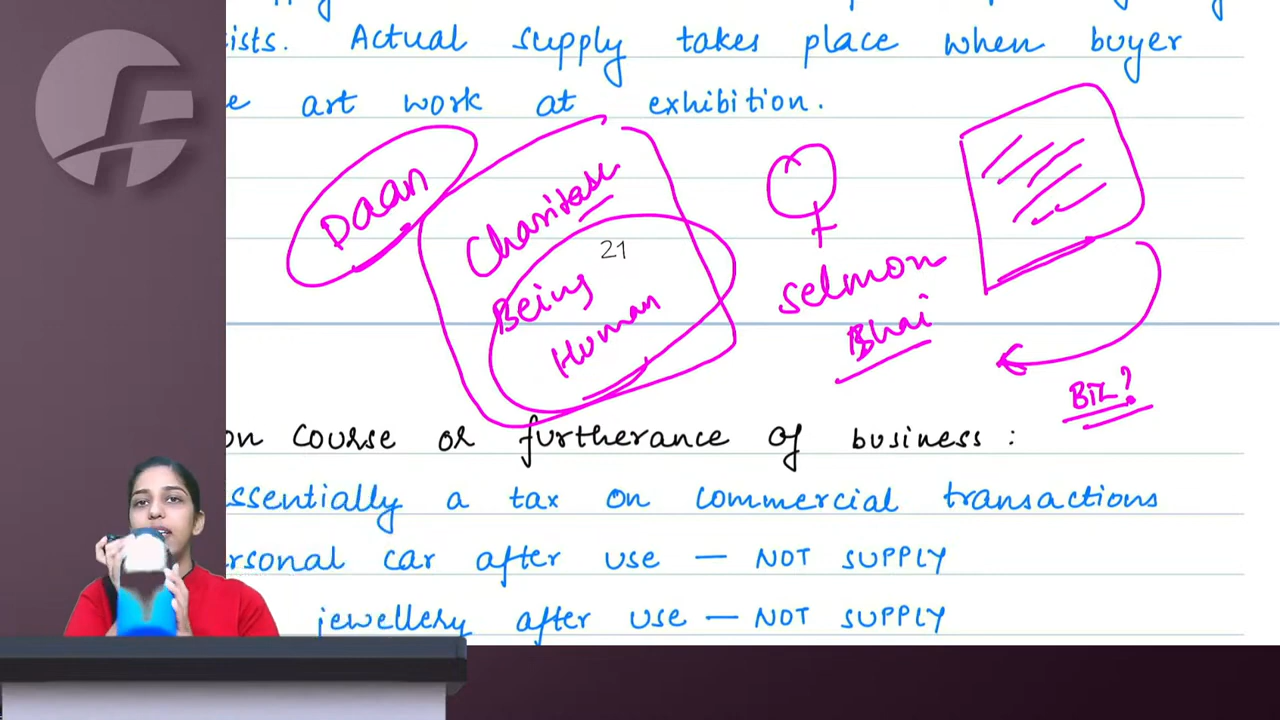 ists. Actual supply takes place when buyer
e art work at exhibition.
Daan
Charitable
21
Being
Human
Selmon
Bhai
BIZ?
on course or furtherance of business :
ssentially a tax on commercial transactions
rsonal car after use — NOT SUPPLY
jewellery after use — NOT SUPPLY